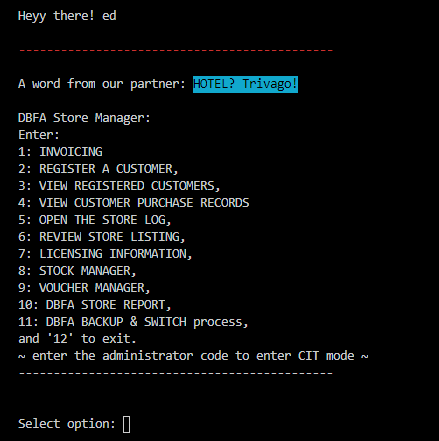 Heyy there! ed
---------------------------------------------
A word from our partner: HOTEL? Trivago!
DBFA Store Manager:
Enter:
1: INVOICING
2: REGISTER A CUSTOMER,
3: VIEW REGISTERED CUSTOMERS,
4: VIEW CUSTOMER PURCHASE RECORDS
5: OPEN THE STORE LOG,
6: REVIEW STORE LISTING,
7: LICENSING INFORMATION,
8: STOCK MANAGER,
9: VOUCHER MANAGER,
10: DBFA STORE REPORT,
11: DBFA BACKUP & SWITCH process,
and '12' to exit.
~ enter the administrator code to enter CIT mode ~
---------------------------------------------
Select option: